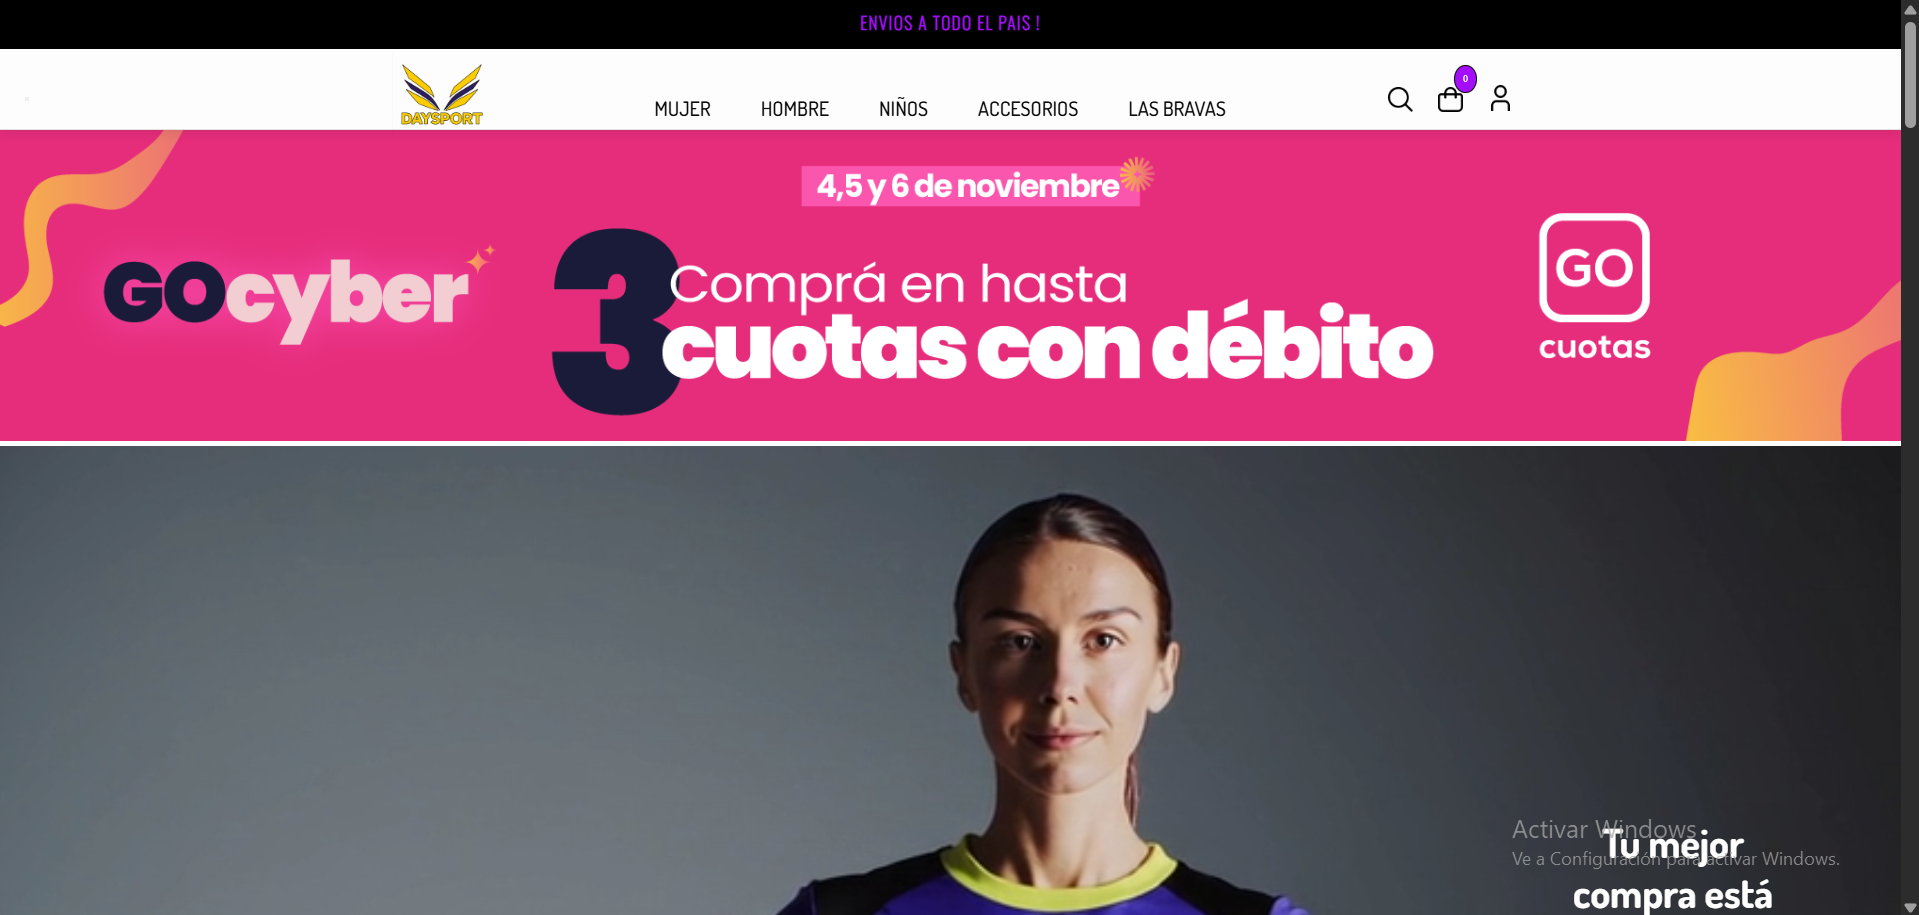 ENVIOS A TODO EL PAIS !
0
DAYSPORT
MUJER HOMBRE NIÑOS ACCESORIOS LAS BRAVAS
4,5 y 6 de noviembre
GOcyber
3 Comprá en hasta
cuotas con débito
GO
cuotas
Activar Windows
Tu mejor
Ve a Configuración para activar Windows.
compra está